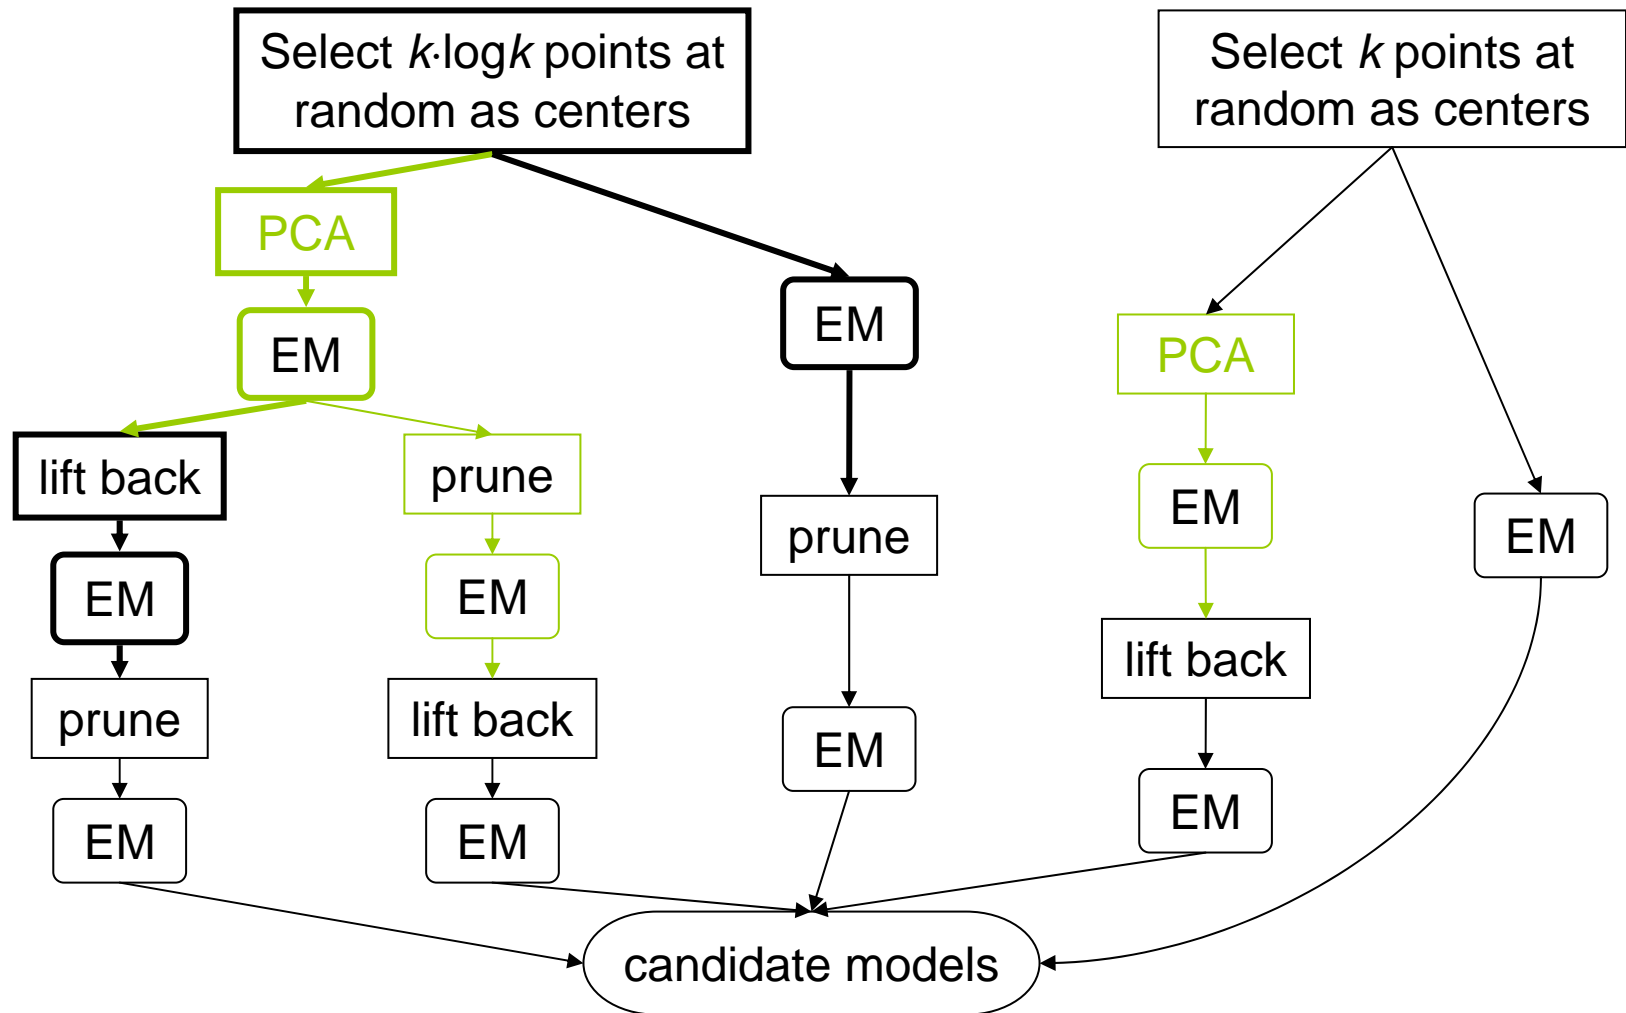 Select k·logk points at
random as centers
Select k points at
random as centers
PCA
EM
EM
PCA
lift back
prune
EM
prune
EM
EM
EM
lift back
prune
lift back
EM
EM
EM
EM
candidate models